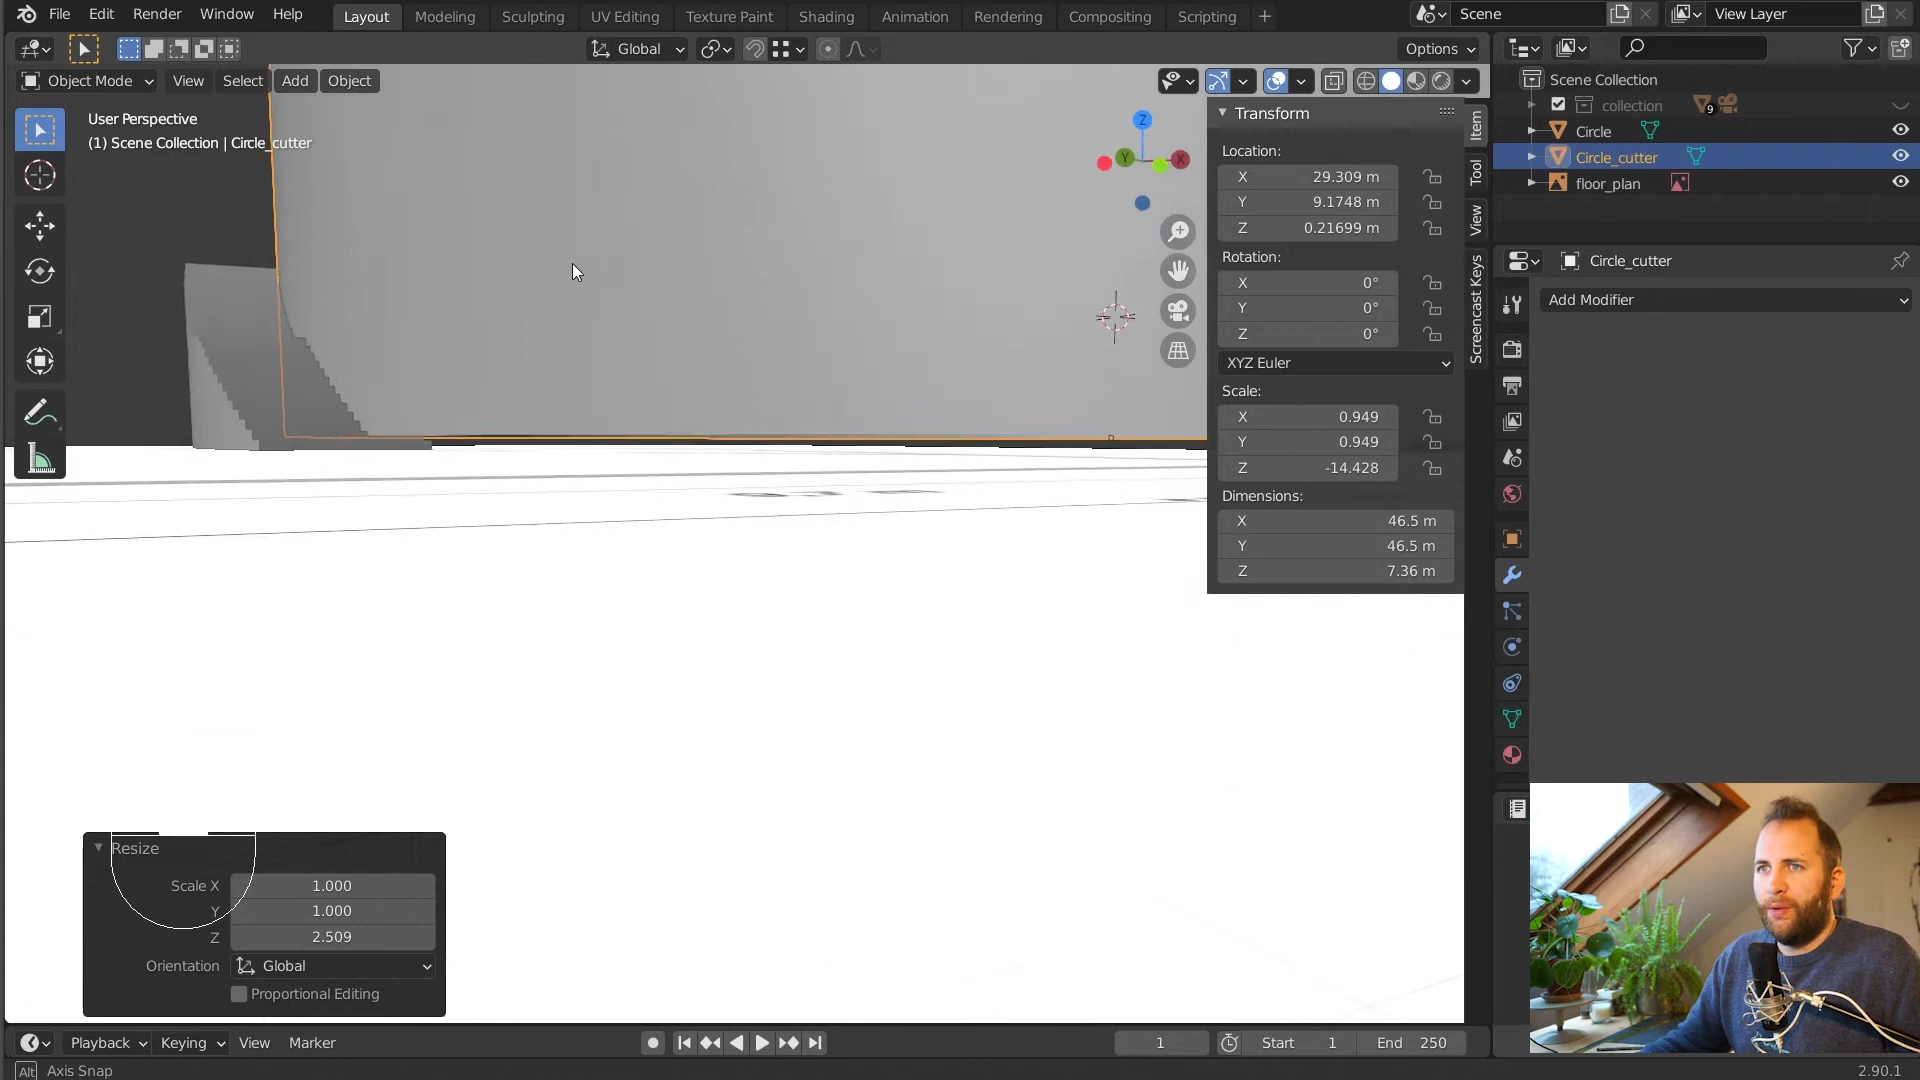 File Edit Render Window Help Layout Modeling Sculpting UV Editing Texture Paint Shading Animation Rendering Compositing Scripting + Scene View Layer
Global Options
Object Mode View Select Add Object
User Perspective
(1) Scene Collection | Circle_cutter
Z
Y
X
Transform
Location:
X 29.309 m
Y 9.1748 m
Z 0.21699 m
Rotation:
X 0°
Y 0°
Z 0°
XYZ Euler
Scale:
X 0.949
Y 0.949
Z -14.428
Dimensions:
X 46.5 m
Y 46.5 m
Z 7.36 m
Item
Tool
View
Screencast Keys
Scene Collection
collection 9
Circle
Circle_cutter
floor_plan
Circle_cutter
Add Modifier
Resize
Scale X 1.000
Y 1.000
Z 2.509
Orientation Global
Proportional Editing
Playback Keying View Marker 1 Start 1 End 250
Alt Axis Snap 2.90.1